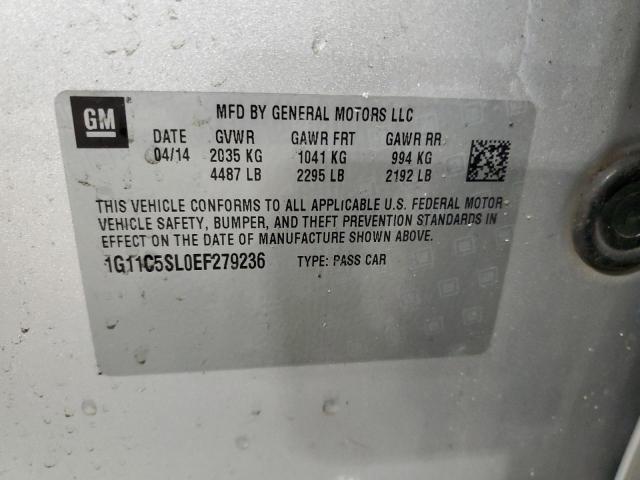 GM
MFD BY GENERAL MOTORS LLC
DATE GVWR GAWR FRT GAWR RR
04/14 2035 KG 1041 KG 994 KG
4487 LB 2295 LB 2192 LB
THIS VEHICLE CONFORMS TO ALL APPLICABLE U.S. FEDERAL MOTOR
VEHICLE SAFETY, BUMPER, AND THEFT PREVENTION STANDARDS IN
EFFECT ON THE DATE OF MANUFACTURE SHOWN ABOVE.
1G11C5SL0EF279236 TYPE: PASS CAR